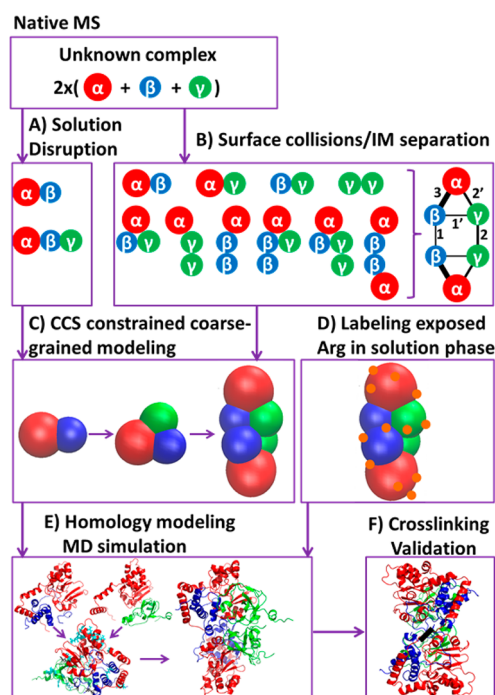 Native MS
Unknown complex
2x( α + β + γ )
A) Solution
Disruption
B) Surface collisions/IM separation
α β
α β γ
α β α γ β γ γ γ
α α α α α α
β γ γ β β γ β β
γ β β γ β
α
α
3 2'
β γ
1'
1 2
β γ
α
C) CCS constrained coarse-
grained modeling
D) Labeling exposed
Arg in solution phase
E) Homology modeling
MD simulation
F) Crosslinking
Validation